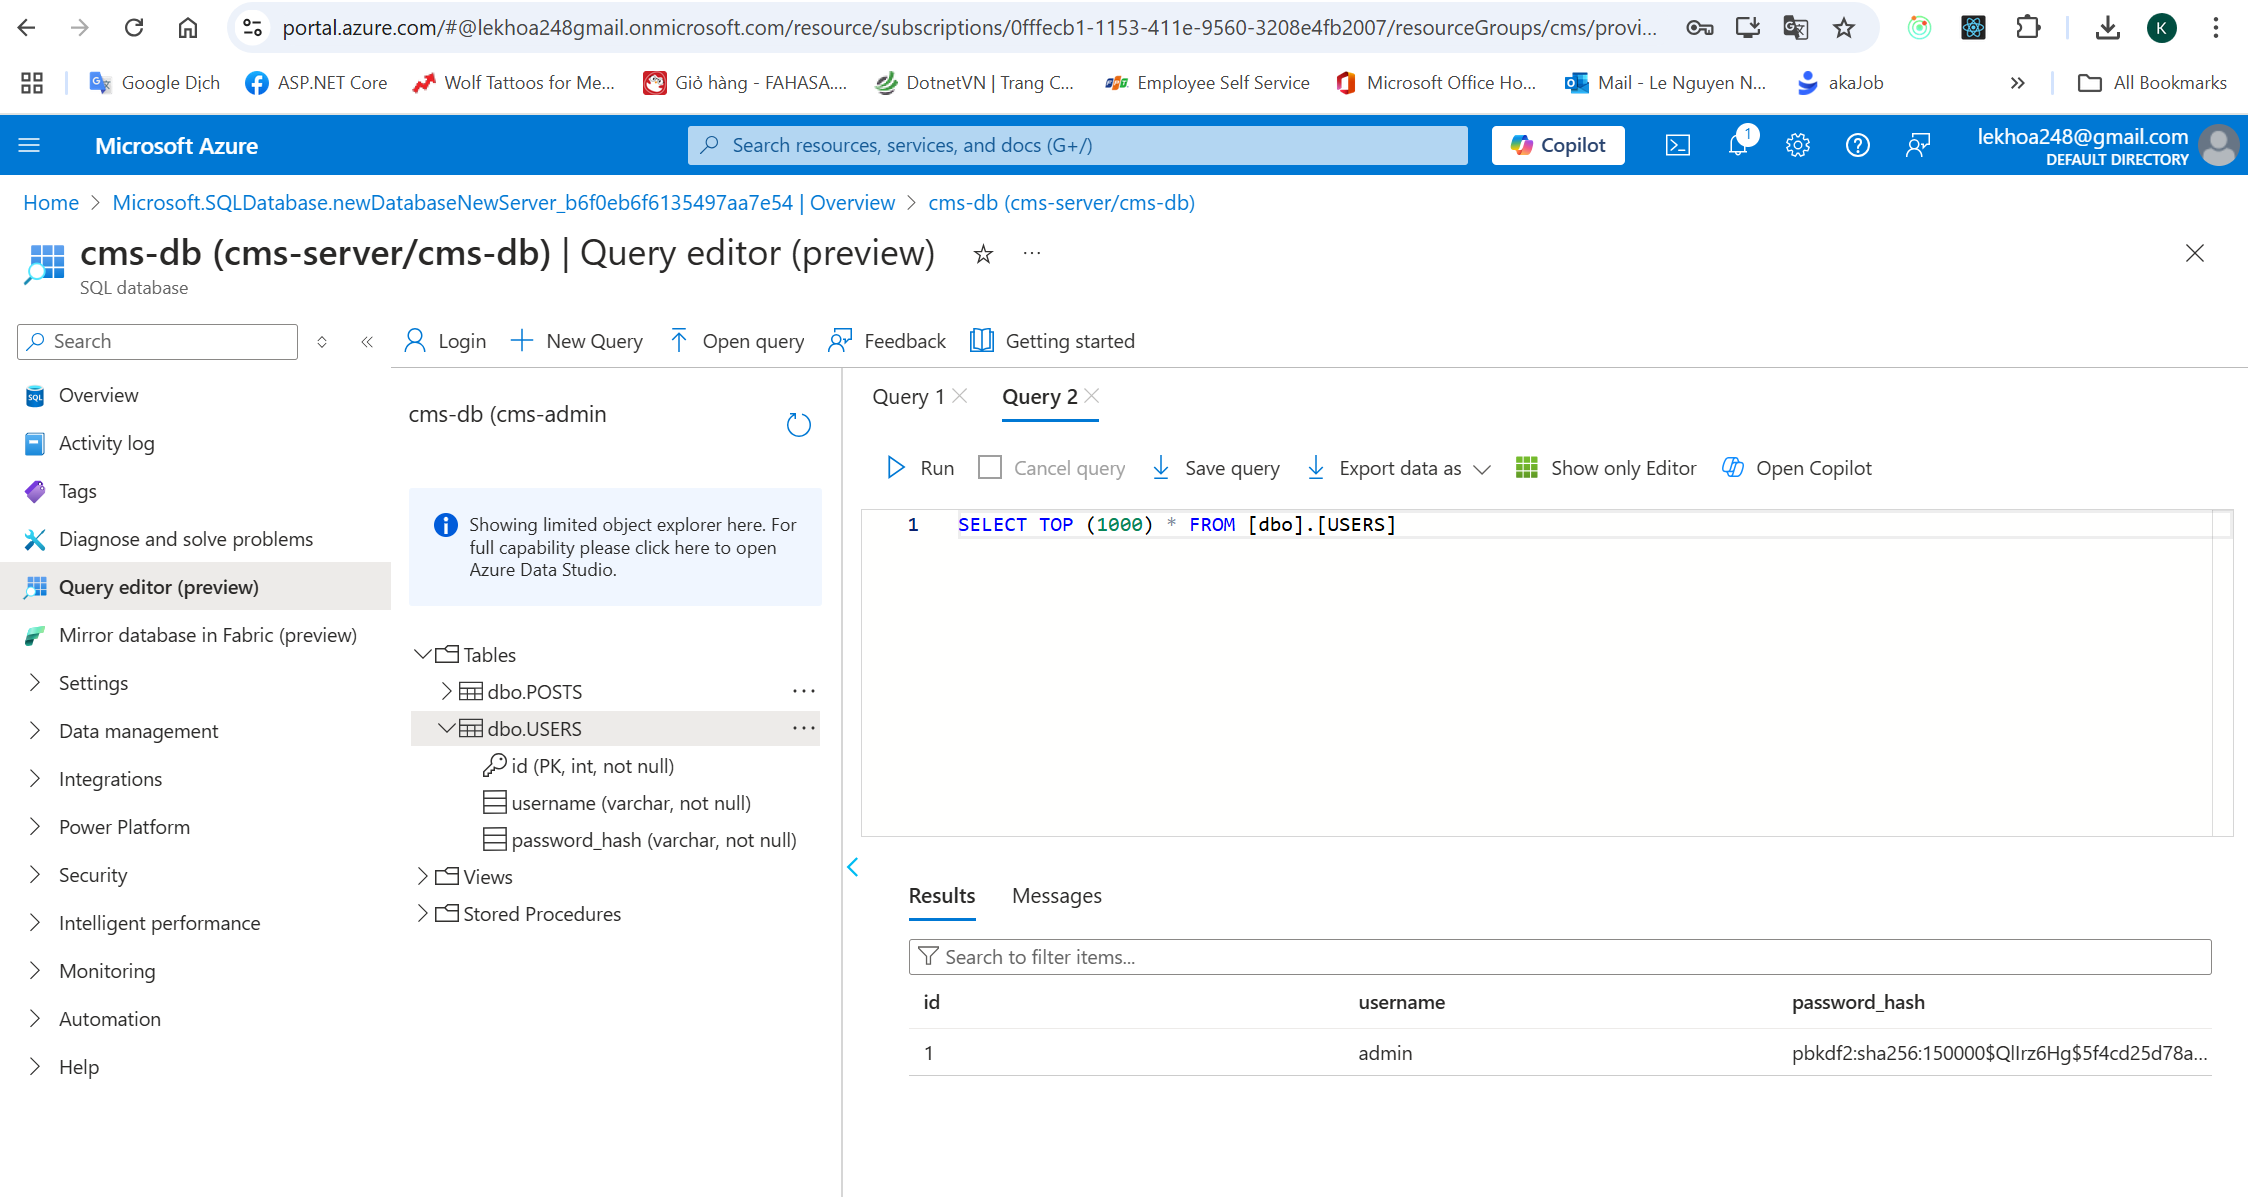 portal.azure.com/#@lekhoa248gmail.onmicrosoft.com/resource/subscriptions/0fffecb1-1153-411e-9560-3208e4fb2007/resourceGroups/cms/provi...
K
Google Dịch
ASP.NET Core
Wolf Tattoos for Me...
Giỏ hàng - FAHASA....
DotnetVN | Trang C...
Employee Self Service
Microsoft Office Ho...
Mail - Le Nguyen N...
akaJob
All Bookmarks
Microsoft Azure
Search resources, services, and docs (G+/)
Copilot
1
lekhoa248@gmail.com
DEFAULT DIRECTORY
Home > Microsoft.SQLDatabase.newDatabaseNewServer_b6f0eb6f6135497aa7e54 | Overview > cms-db (cms-server/cms-db)
cms-db (cms-server/cms-db) | Query editor (preview)
SQL database
Search
Login
New Query
Open query
Feedback
Getting started
Overview
Activity log
Tags
Diagnose and solve problems
Query editor (preview)
Mirror database in Fabric (preview)
Settings
Data management
Integrations
Power Platform
Security
Intelligent performance
Monitoring
Automation
Help
cms-db (cms-admin
Showing limited object explorer here. For
full capability please click here to open
Azure Data Studio.
Tables
dbo.POSTS
dbo.USERS
id (PK, int, not null)
username (varchar, not null)
password_hash (varchar, not null)
Views
Stored Procedures
Query 1
Query 2
Run
Cancel query
Save query
Export data as
Show only Editor
Open Copilot
1 SELECT TOP (1000) * FROM [dbo].[USERS]
Results
Messages
Search to filter items...
id username password_hash
1 admin pbkdf2:sha256:150000$QlIrz6Hg$5f4cd25d78a...